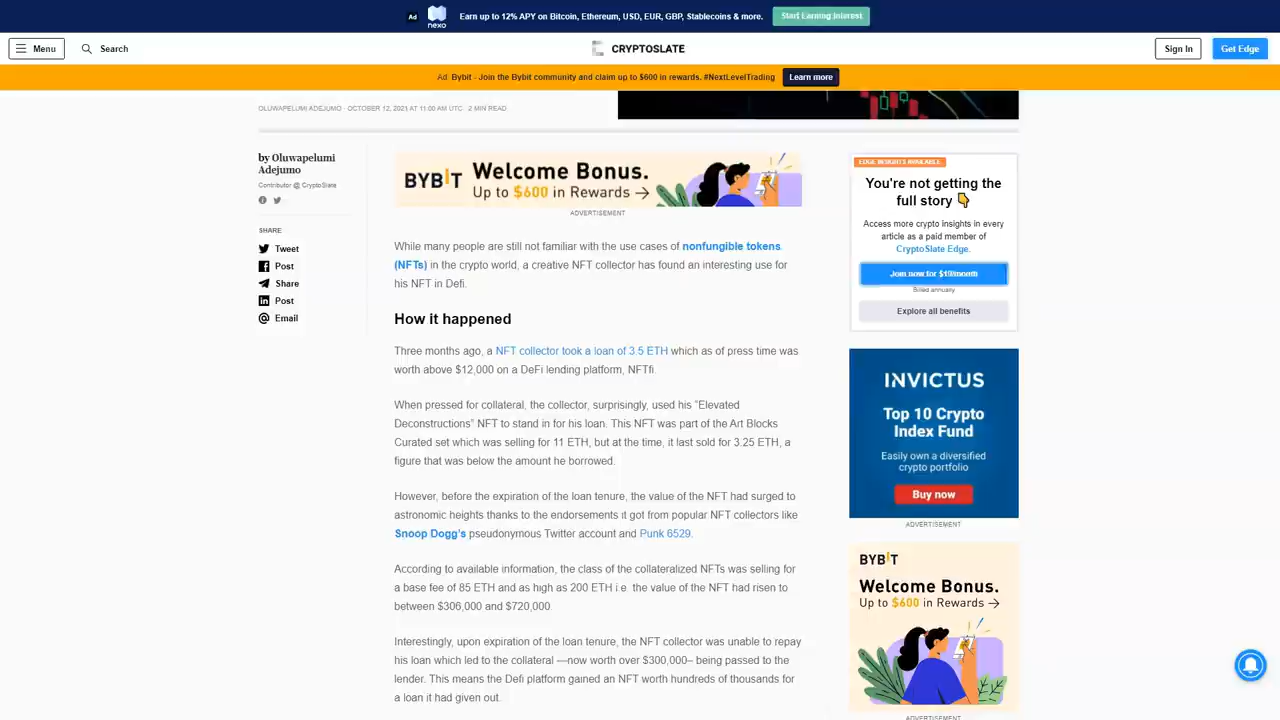 Ad
nexo
Earn up to 12% APY on Bitcoin, Ethereum, USD, EUR, GBP, Stablecoins & more.
Start Earning Interest
Menu
Search
CRYPTOSLATE
Sign In
Get Edge
Ad: Bybit - Join the Bybit community and claim up to $600 in rewards. #NextLevelTrading
Learn more
OLUWAPELUMI ADEJUMO · OCTOBER 12, 2021 AT 11:00 AM UTC · 2 MIN READ
by Oluwapelumi
Adejumo
Contributor @ CryptoSlate
SHARE
Tweet
Post
Share
Post
Email
BYBIT
Welcome Bonus.
Up to $600 in Rewards →
ADVERTISEMENT
While many people are still not familiar with the use cases of nonfungible tokens
(NFTs) in the crypto world, a creative NFT collector has found an interesting use for
his NFT in Defi.
How it happened
Three months ago, a NFT collector took a loan of 3.5 ETH which as of press time was
worth above $12,000 on a DeFi lending platform, NFTfi.
When pressed for collateral, the collector, surprisingly, used his “Elevated
Deconstructions” NFT to stand in for his loan. This NFT was part of the Art Blocks
Curated set which was selling for 11 ETH, but at the time, it last sold for 3.25 ETH, a
figure that was below the amount he borrowed.
However, before the expiration of the loan tenure, the value of the NFT had surged to
astronomic heights thanks to the endorsements it got from popular NFT collectors like
Snoop Dogg's pseudonymous Twitter account and Punk 6529.
According to available information, the class of the collateralized NFTs was selling for
a base fee of 85 ETH and as high as 200 ETH i.e. the value of the NFT had risen to
between $306,000 and $720,000.
Interestingly, upon expiration of the loan tenure, the NFT collector was unable to repay
his loan which led to the collateral —now worth over $300,000– being passed to the
lender. This means the Defi platform gained an NFT worth hundreds of thousands for
a loan it had given out.
EDGE INSIGHTS AVAILABLE
You're not getting the
full story 👇
Access more crypto insights in every
article as a paid member of
CryptoSlate Edge.
Join now for $19/month
Billed annually
Explore all benefits
INVICTUS
Top 10 Crypto
Index Fund
Easily own a diversified
crypto portfolio
Buy now
ADVERTISEMENT
BYBIT
Welcome Bonus.
Up to $600 in Rewards →
ADVERTISEMENT